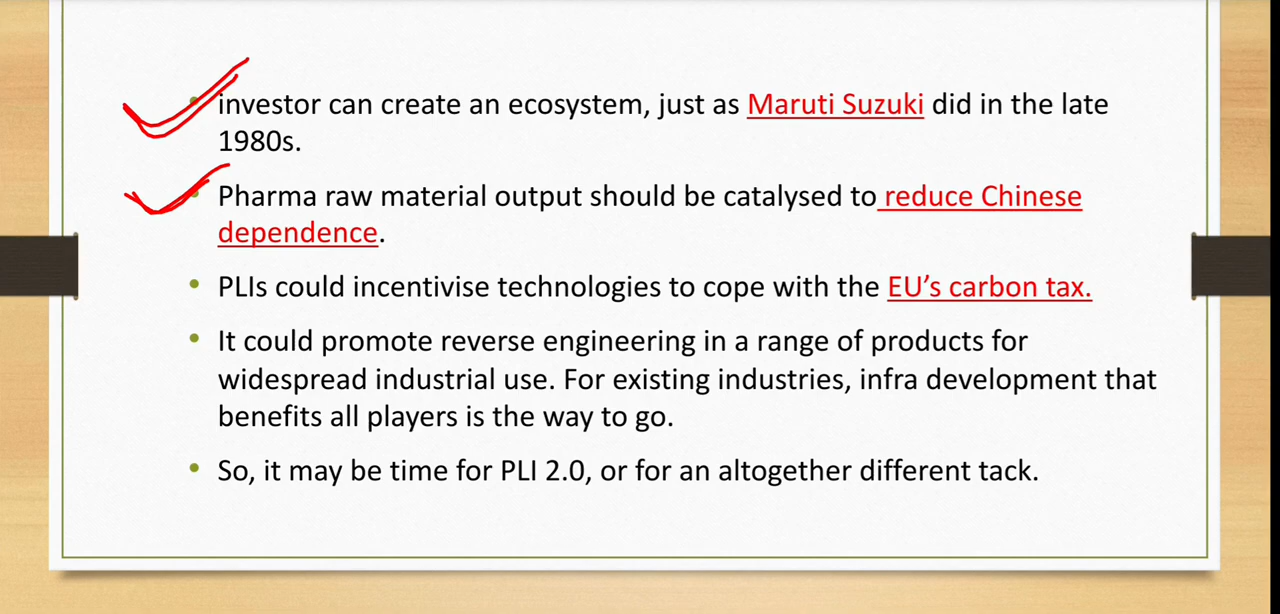 investor can create an ecosystem, just as Maruti Suzuki did in the late
1980s.
Pharma raw material output should be catalysed to reduce Chinese
dependence.
PLIs could incentivise technologies to cope with the EU’s carbon tax.
It could promote reverse engineering in a range of products for
widespread industrial use. For existing industries, infra development that
benefits all players is the way to go.
So, it may be time for PLI 2.0, or for an altogether different tack.